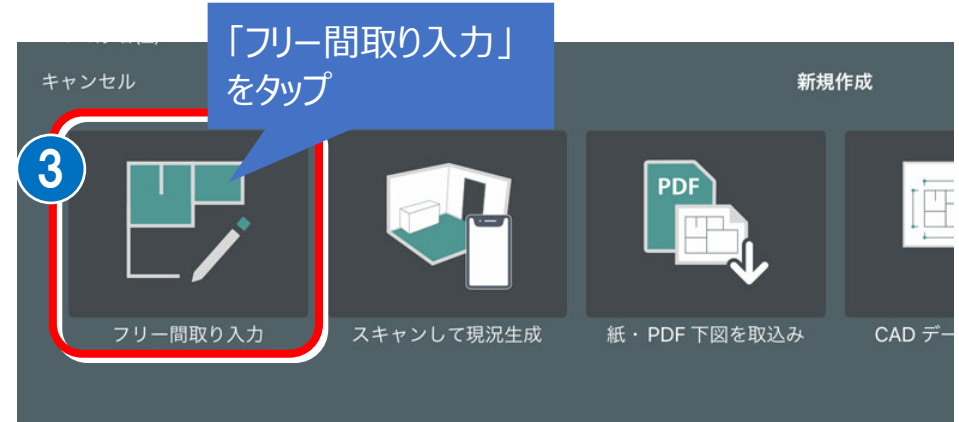 「フリー間取り入力」
をタップ
キャンセル
新規作成
3
PDF
フリー間取り入力
スキャンして現況生成
紙・PDF 下図を取込み
CAD デー